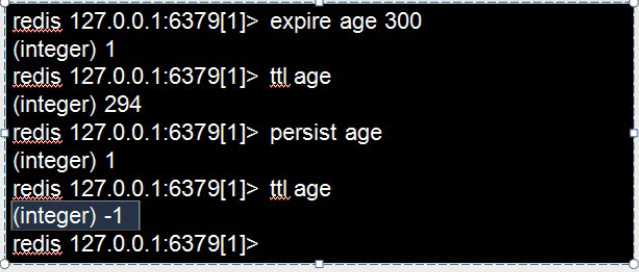 redis 127.0.0.1:6379[1]> expire age 300
(integer) 1
redis 127.0.0.1:6379[1]> ttl age
(integer) 294
redis 127.0.0.1:6379[1]> persist age
(integer) 1
redis 127.0.0.1:6379[1]> ttl age
(integer) -1
redis 127.0.0.1:6379[1]>